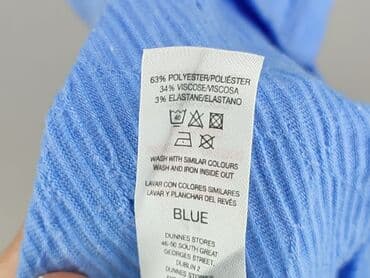 63% POLYESTER/POLIÉSTER
34% VISCOSE/VISCOSA
3% ELASTANE/ELASTANO
40
WASH WITH SIMILAR COLOURS
WASH AND IRON INSIDE OUT
LAVAR CON COLORES SIMILARES
LAVAR Y PLANCHAR DEL REVÉS
BLUE
DUNNES STORES
46-50 SOUTH GREAT
GEORGES STREET,
DUBLIN 2
DUNNES STORES